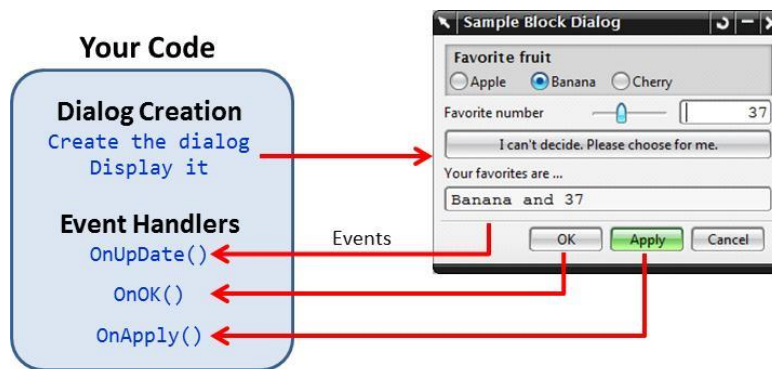 Your Code
Dialog Creation
Create the dialog
Display it
Event Handlers
OnUpDate()
OnOK()
OnApply()
Events
Sample Block Dialog
Favorite fruit
Apple Banana Cherry
Favorite number 37
I can't decide. Please choose for me.
Your favorites are ...
Banana and 37
OK Apply Cancel